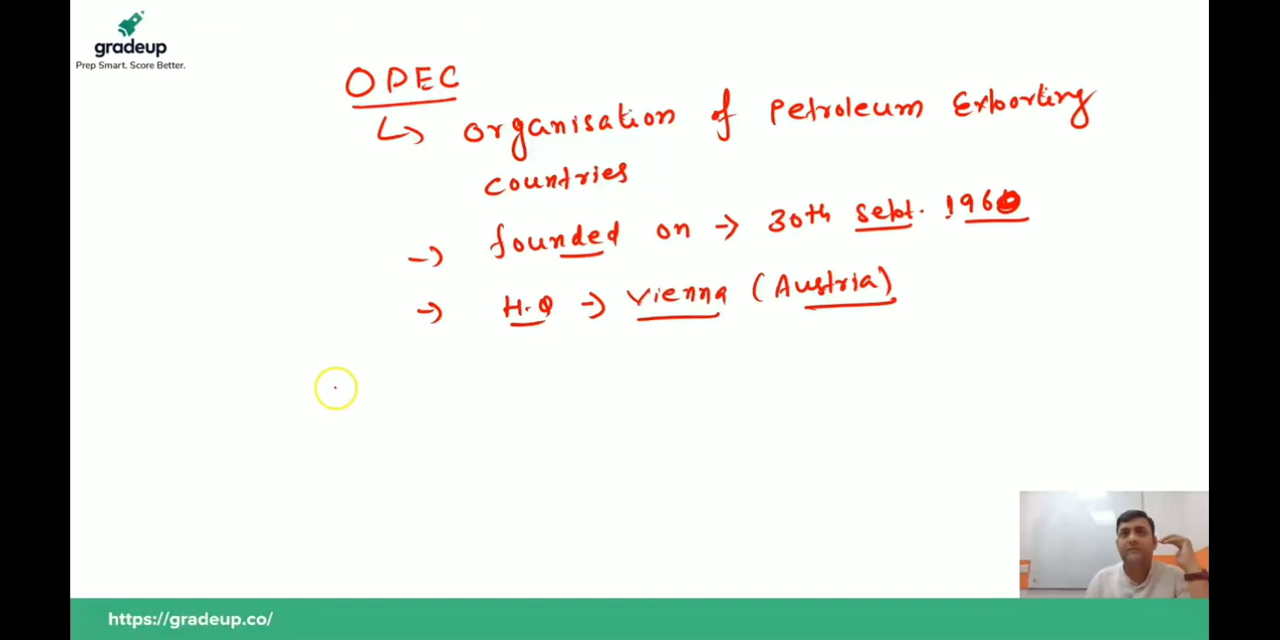 gradeup
Prep Smart. Score Better.
OPEC
↳ Organisation of Petroleum Exporting
countries
→ founded on → 30th Sept. 1960
→ H.Q → Vienna (Austria)
https://gradeup.co/